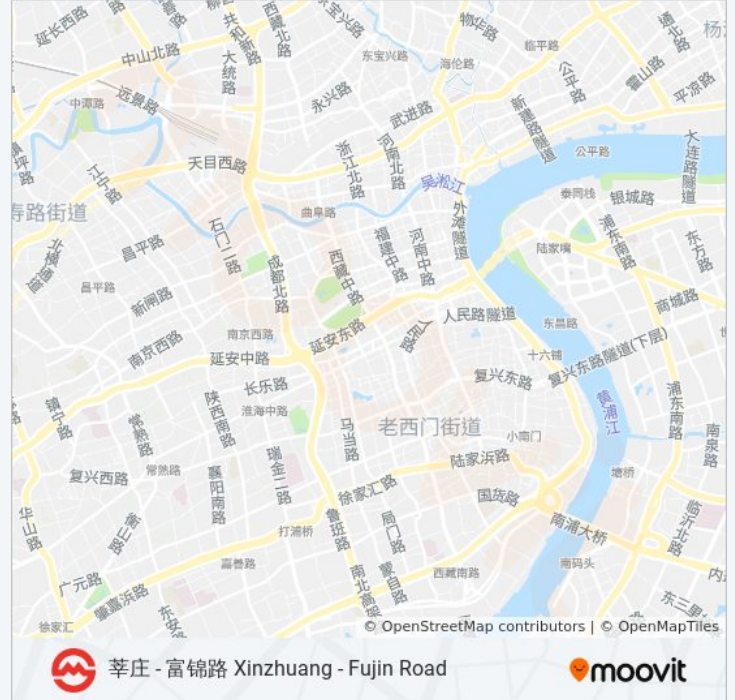 延长西路
共和新路
西藏北路
物华路
临平路
通北路
中山北路
大统路
东宝兴路
海伦路
公平路
霍山路
平凉路
中潭路
远景路
永兴路
武进路
新建路隧道
大连路隧道
江宁路
天目西路
浙江北路
河南北路
公平路
吴淞江
外滩隧道
泰同栈
银城路
寿路街道
曲阜路
石门二路
昌平路
福建中路
河南中路
陆家嘴
浦东南路
东方路
北横通道
成都北路
西藏中路
昌平路
新闸路
商城路
人民路
人民路隧道
东昌路
南京西路
南京西路
延安东路
延安中路
十六铺
复兴东路隧道(下层)
长乐路
复兴东路
陕西南路
淮海中路
黄浦江
浦东南路
镇宁路
常熟路
马当路
老西门街道
小南门
南泉路
瑞金二路
陆家浜路
复兴西路
常熟路
襄阳南路
塘桥
徐家汇路
国货路
华山路
衡山路
鲁班路
局门路
临沂北路
打浦桥
南浦大桥
嘉善路
西藏南路
南码头
广元路
肇嘉浜路
蒙自路
南北高架
东三里
徐家汇
东安
© OpenStreetMap contributors | © OpenMapTiles
莘庄 - 富锦路 Xinzhuang - Fujin Road
moovit